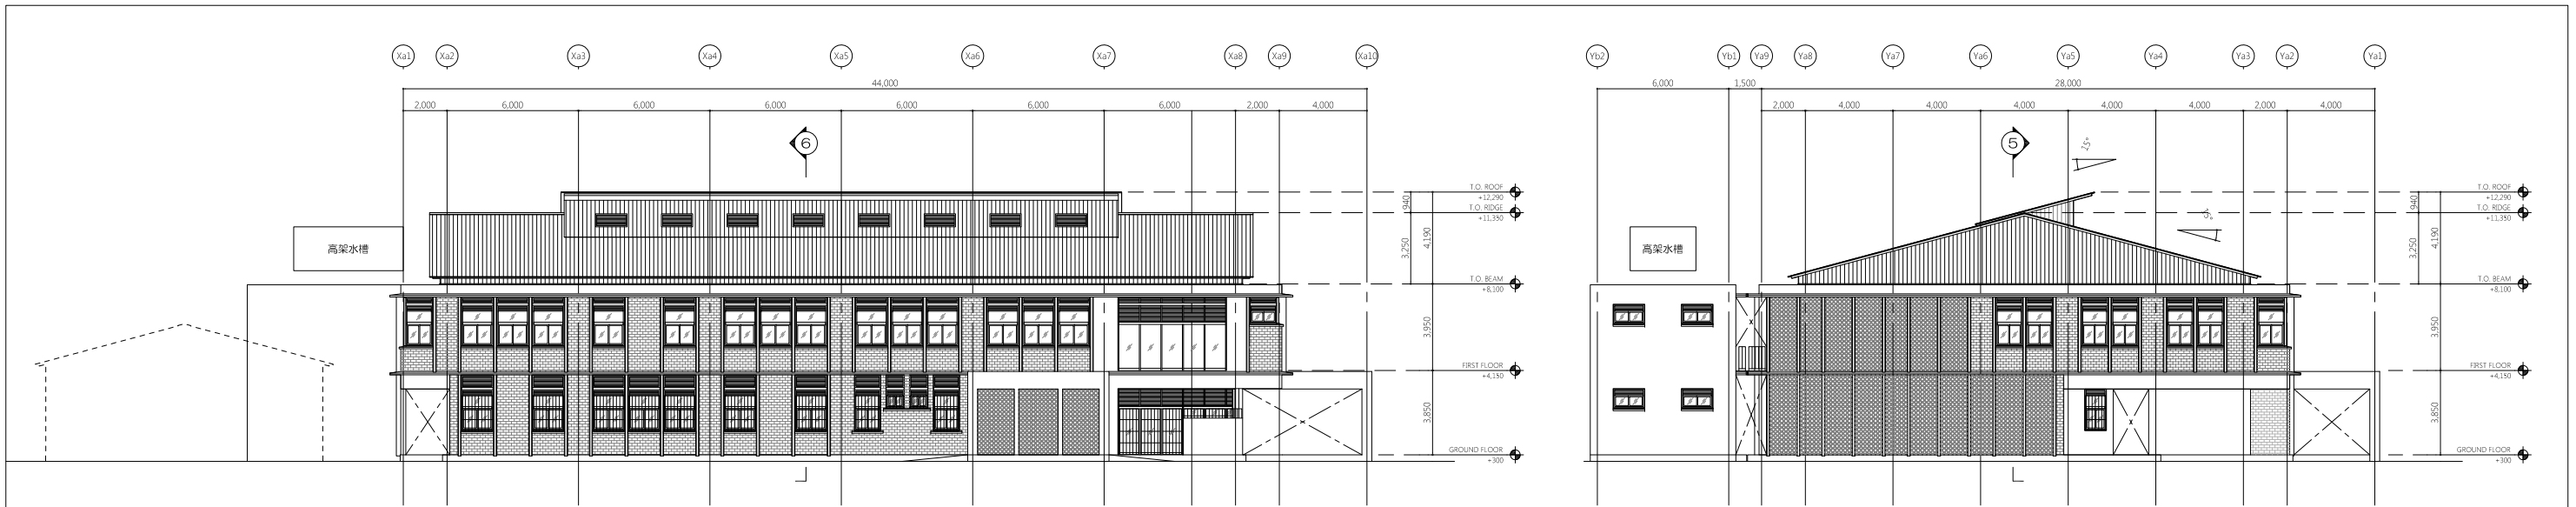 Xa1 Xa2 Xa3 Xa4 Xa5 Xa6 Xa7 Xa8 Xa9 Xa10
44,000
2,000 6,000 6,000 6,000 6,000 6,000 6,000 2,000 4,000
6
高架水槽
940
3,250
4,190
3,950
3,850
T.O. ROOF
+12,290
T.O. RIDGE
+11,350
T.O. BEAM
+8,100
FIRST FLOOR
+4,150
GROUND FLOOR
+300
Yb2 Yb1 Ya9 Ya8 Ya7 Ya6 Ya5 Ya4 Ya3 Ya2 Ya1
6,000 1,500 28,000
2,000 4,000 4,000 4,000 4,000 4,000 2,000 4,000
5
15°
高架水槽
940
3,250
4,190
3,950
3,850
T.O. ROOF
+12,290
T.O. RIDGE
+11,350
T.O. BEAM
+8,100
FIRST FLOOR
+4,150
GROUND FLOOR
+300